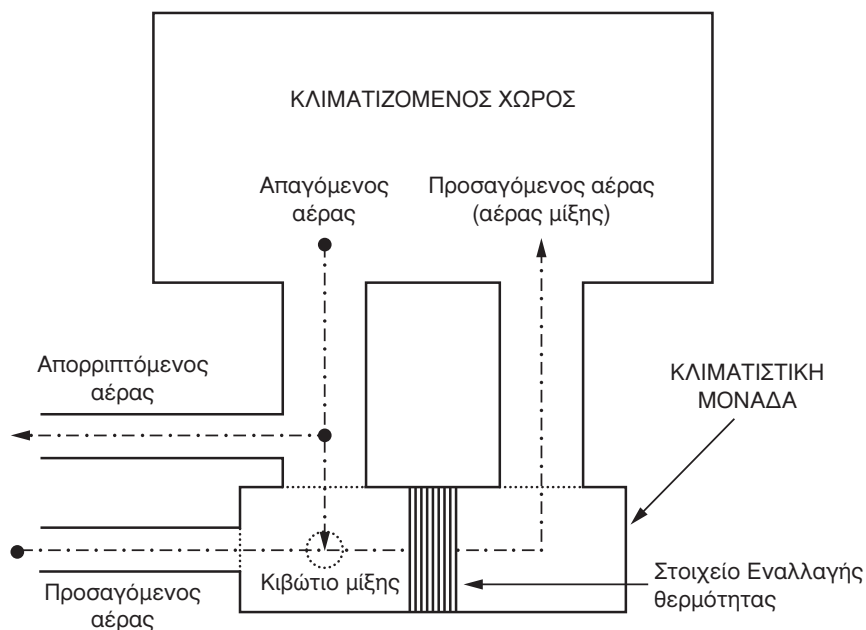 ΚΛΙΜΑΤΙΖΟΜΕΝΟΣ ΧΩΡΟΣ
Απαγόμενος
αέρας
Προσαγόμενος αέρας
(αέρας μίξης)
Απορριπτόμενος
αέρας
ΚΛΙΜΑΤΙΣΤΙΚΗ
ΜΟΝΑΔΑ
Κιβώτιο μίξης
Στοιχείο Εναλλαγής
θερμότητας
Προσαγόμενος
αέρας